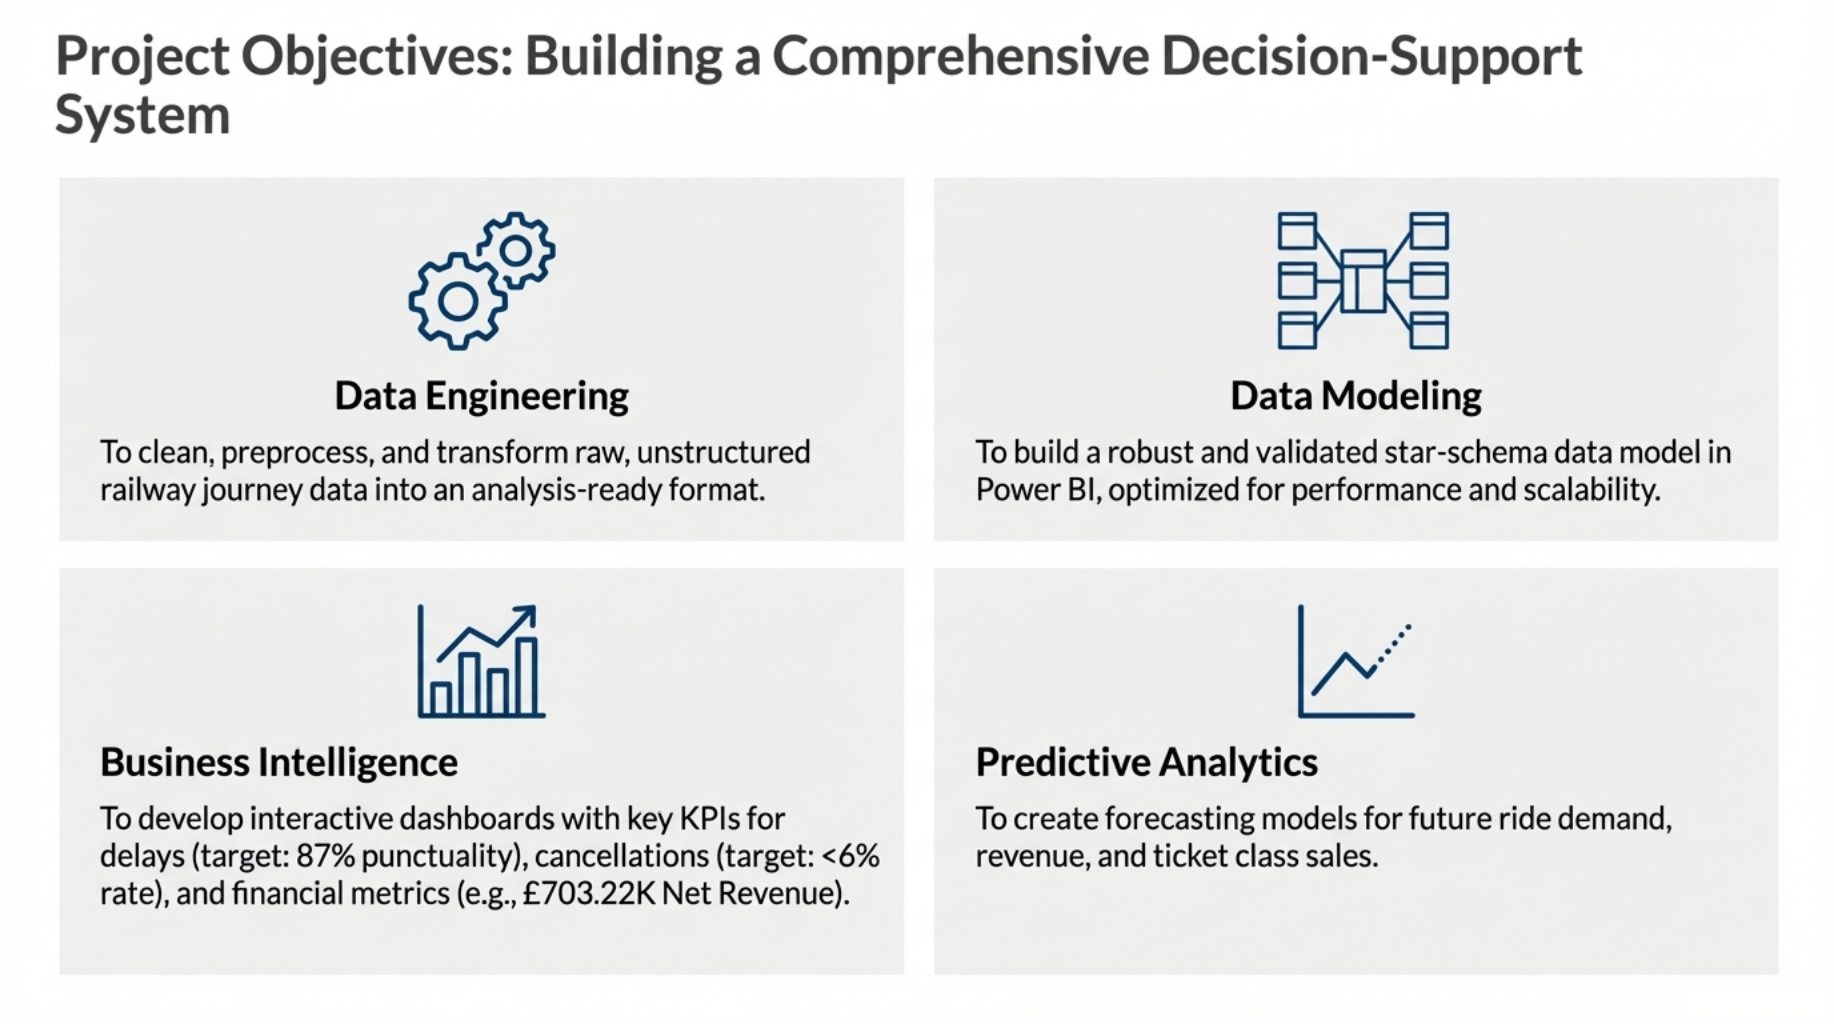 Project Objectives: Building a Comprehensive Decision-Support
System
Data Engineering
To clean, preprocess, and transform raw, unstructured
railway journey data into an analysis-ready format.
Data Modeling
To build a robust and validated star-schema data model in
Power BI, optimized for performance and scalability.
Business Intelligence
To develop interactive dashboards with key KPIs for
delays (target: 87% punctuality), cancellations (target: <6%
rate), and financial metrics (e.g., £703.22K Net Revenue).
Predictive Analytics
To create forecasting models for future ride demand,
revenue, and ticket class sales.